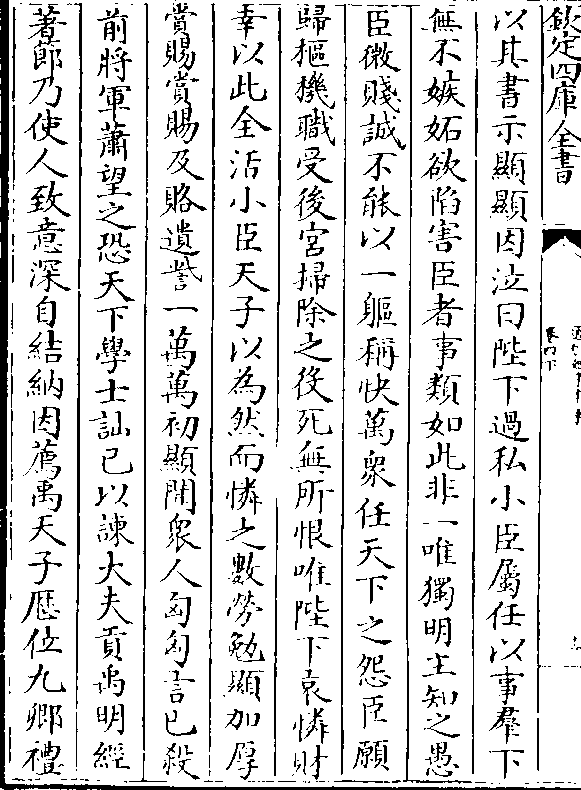 欽定四庫全書
以其書示顯顯因泣曰陛下過私小臣屬任以事羣下
無不嫉妬欲陷害臣者事類如此非一唯獨明主知之愚
臣微賤誠不能以一軀稱快萬衆任天下之怨臣願
歸樞機職受後宮掃除之役死無所恨唯陛下哀憐財
幸以此全活小臣天子以為然而憐之數勞勉顯加厚
賞賜賞賜及賂遺訾一萬萬初顯聞衆人匈匈言已殺
前將軍蕭望之恐天下學士訕已以諫大夫貢禹明經
著節乃使人致意深自結納因薦禹天子歷位九卿禮